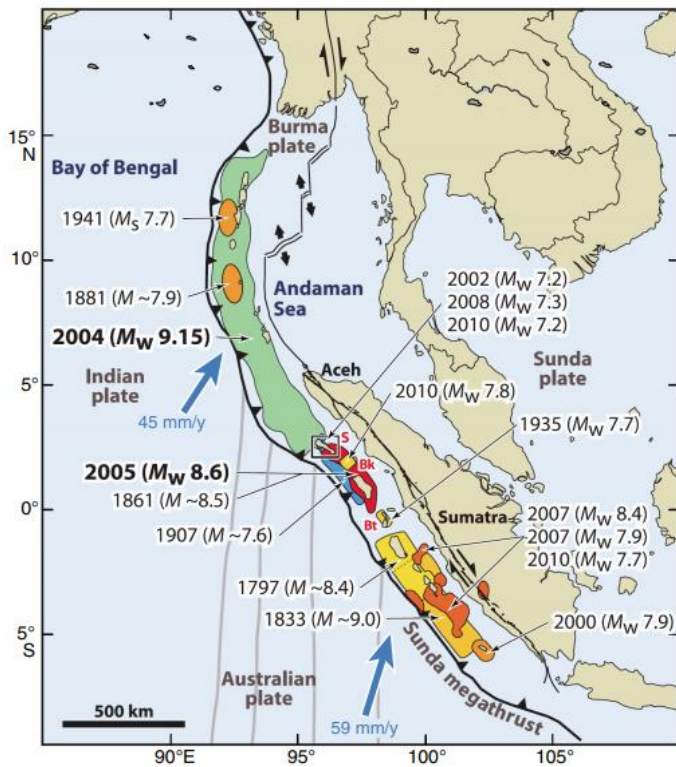 15°
N
Burma
plate
Bay of Bengal
1941 (Ms 7.7)
10°
2002 (Mw 7.2)
2008 (Mw 7.3)
2010 (Mw 7.2)
1881 (M ~7.9)
Andaman
Sea
2004 (Mw 9.15)
Sunda
plate
Aceh
5°
Indian
plate
2010 (Mw 7.8)
45 mm/y
1935 (Mw 7.7)
S
Bk
2005 (Mw 8.6)
1861 (M ~8.5)
0°
Bt
Sumatra
2007 (Mw 8.4)
2007 (Mw 7.9)
2010 (Mw 7.7)
1907 (M ~7.6)
1797 (M ~8.4)
1833 (M ~9.0)
2000 (Mw 7.9)
5°
S
Sunda megathrust
Australian
plate
500 km
59 mm/y
90°E
95°
100°
105°